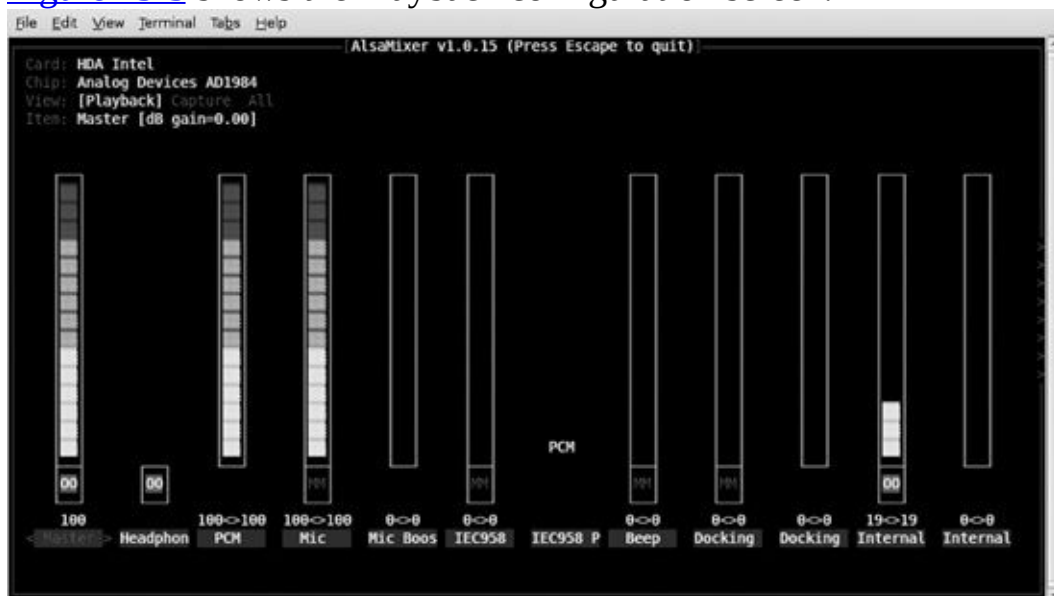 File Edit View Terminal Tabs Help
AlsaMixer v1.0.15 (Press Escape to quit)
Card: HDA Intel
Chip: Analog Devices AD1984
View: [Playback] Capture All
Item: Master [dB gain=0.00]
PCM
OO OO MM MM MM MM OO
100 100<>100 100<>100 0<>0 0<>0 0<>0 0<>0 0<>0 19<>19 0<>0
< Master > Headphon PCM Mic Mic Boos IEC958 IEC958 P Beep Docking Docking Internal Internal